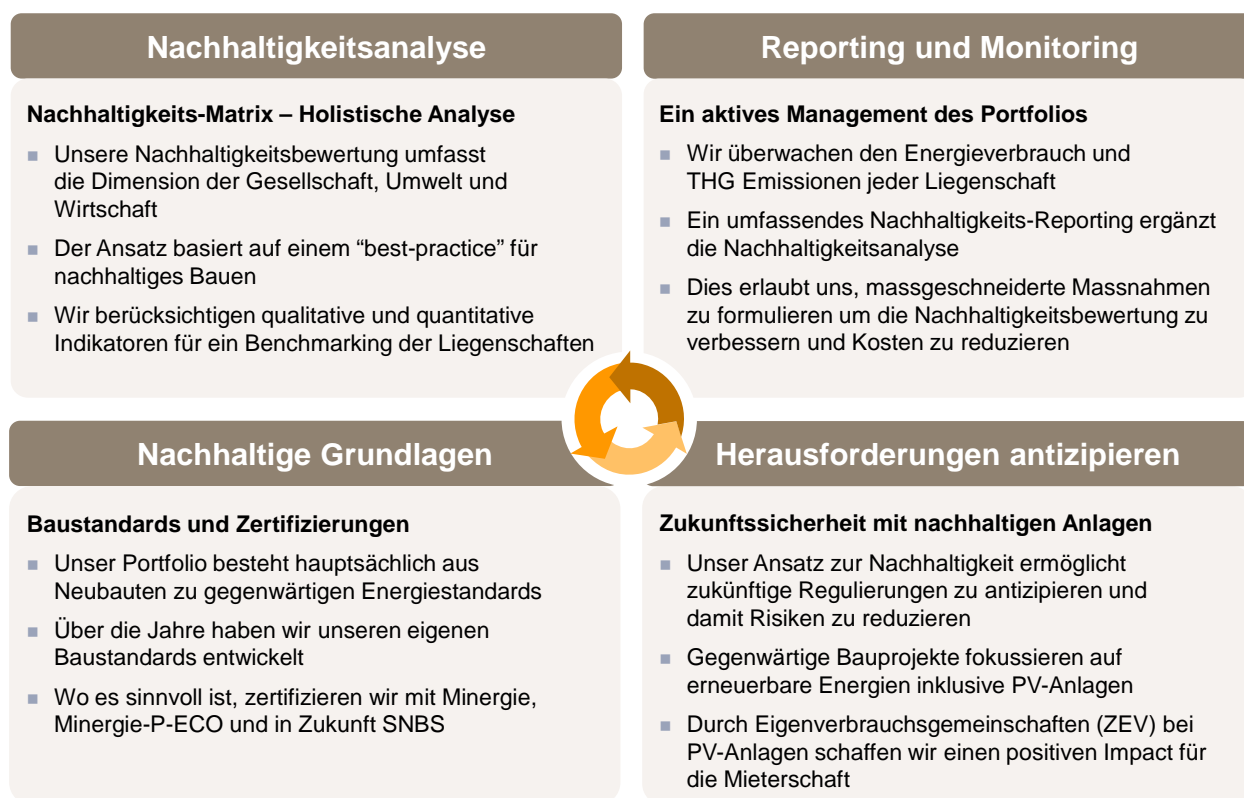 Nachhaltigkeitsanalyse
Nachhaltigkeits-Matrix – Holistische Analyse
Unsere Nachhaltigkeitsbewertung umfasst
die Dimension der Gesellschaft, Umwelt und
Wirtschaft
Der Ansatz basiert auf einem “best-practice” für
nachhaltiges Bauen
Wir berücksichtigen qualitative und quantitative
Indikatoren für ein Benchmarking der Liegenschaften
Reporting und Monitoring
Ein aktives Management des Portfolios
Wir überwachen den Energieverbrauch und
THG Emissionen jeder Liegenschaft
Ein umfassendes Nachhaltigkeits-Reporting ergänzt
die Nachhaltigkeitsanalyse
Dies erlaubt uns, massgeschneiderte Massnahmen
zu formulieren um die Nachhaltigkeitsbewertung zu
verbessern und Kosten zu reduzieren
Nachhaltige Grundlagen
Baustandards und Zertifizierungen
Unser Portfolio besteht hauptsächlich aus
Neubauten zu gegenwärtigen Energiestandards
Über die Jahre haben wir unseren eigenen
Baustandards entwickelt
Wo es sinnvoll ist, zertifizieren wir mit Minergie,
Minergie-P-ECO und in Zukunft SNBS
Herausforderungen antizipieren
Zukunftssicherheit mit nachhaltigen Anlagen
Unser Ansatz zur Nachhaltigkeit ermöglicht
zukünftige Regulierungen zu antizipieren und
damit Risiken zu reduzieren
Gegenwärtige Bauprojekte fokussieren auf
erneuerbare Energien inklusive PV-Anlagen
Durch Eigenverbrauchsgemeinschaften (ZEV) bei
PV-Anlagen schaffen wir einen positiven Impact für
die Mieterschaft